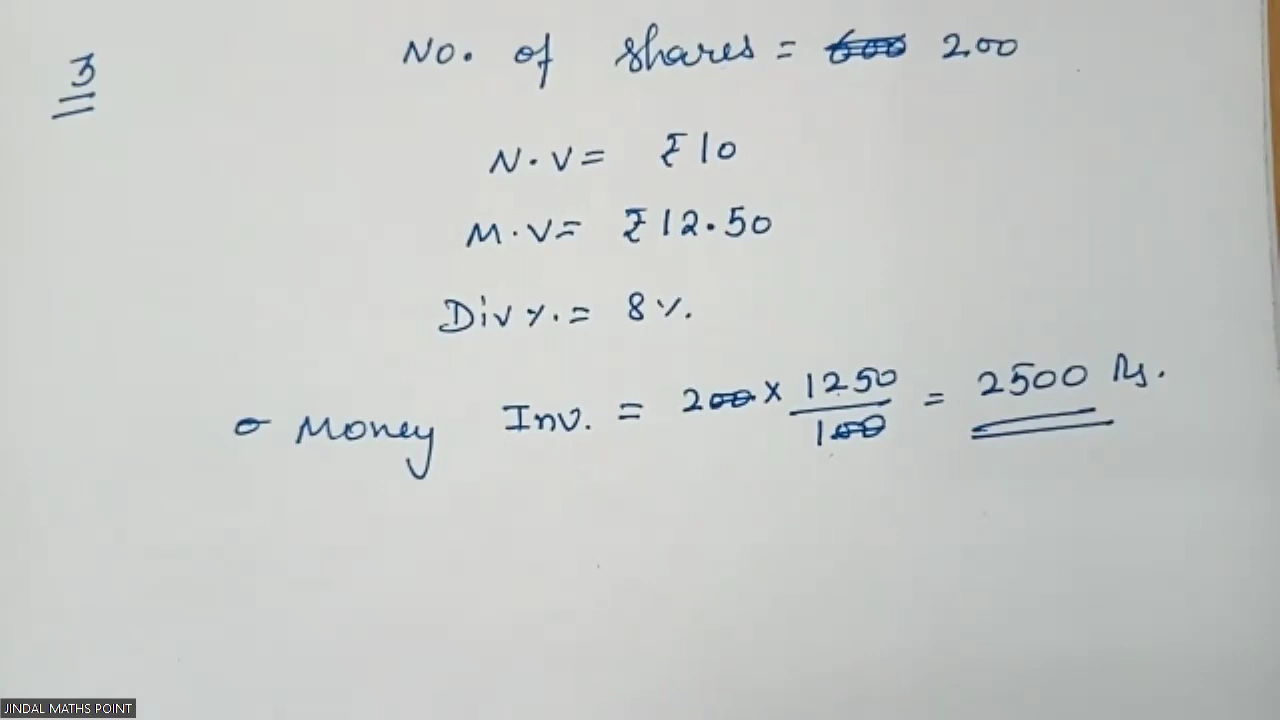 3
No. of shares = 600 200
N.V = ₹10
M.V = ₹12.50
Div %. = 8 %.
Money Inv. = 200 × 1250/100 = 2500 Rs.
JINDAL MATHS POINT